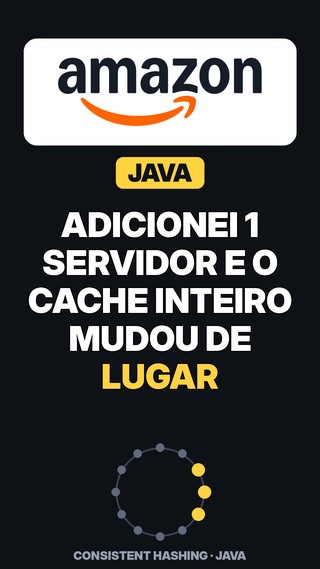 amazon
JAVA
ADICIONEI 1
SERVIDOR E O
CACHE INTEIRO
MUDOU DE
LUGAR
CONSISTENT HASHING · JAVA